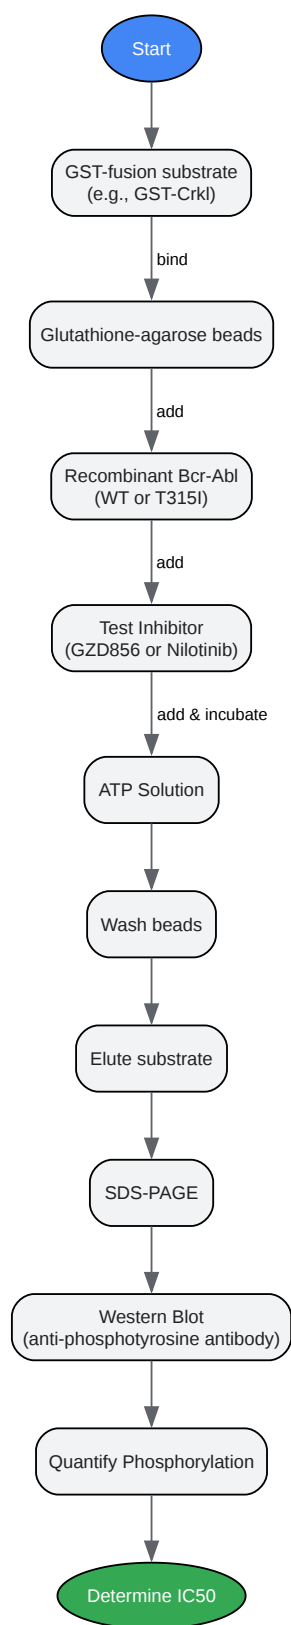 Start
GST-fusion substrate
(e.g., GST-Crkl)
bind
Glutathione-agarose beads
add
Recombinant Bcr-Abl
(WT or T315I)
add
Test Inhibitor
(GZD856 or Nilotinib)
add & incubate
ATP Solution
Wash beads
Elute substrate
SDS-PAGE
Western Blot
(anti-phosphotyrosine antibody)
Quantify Phosphorylation
Determine IC50